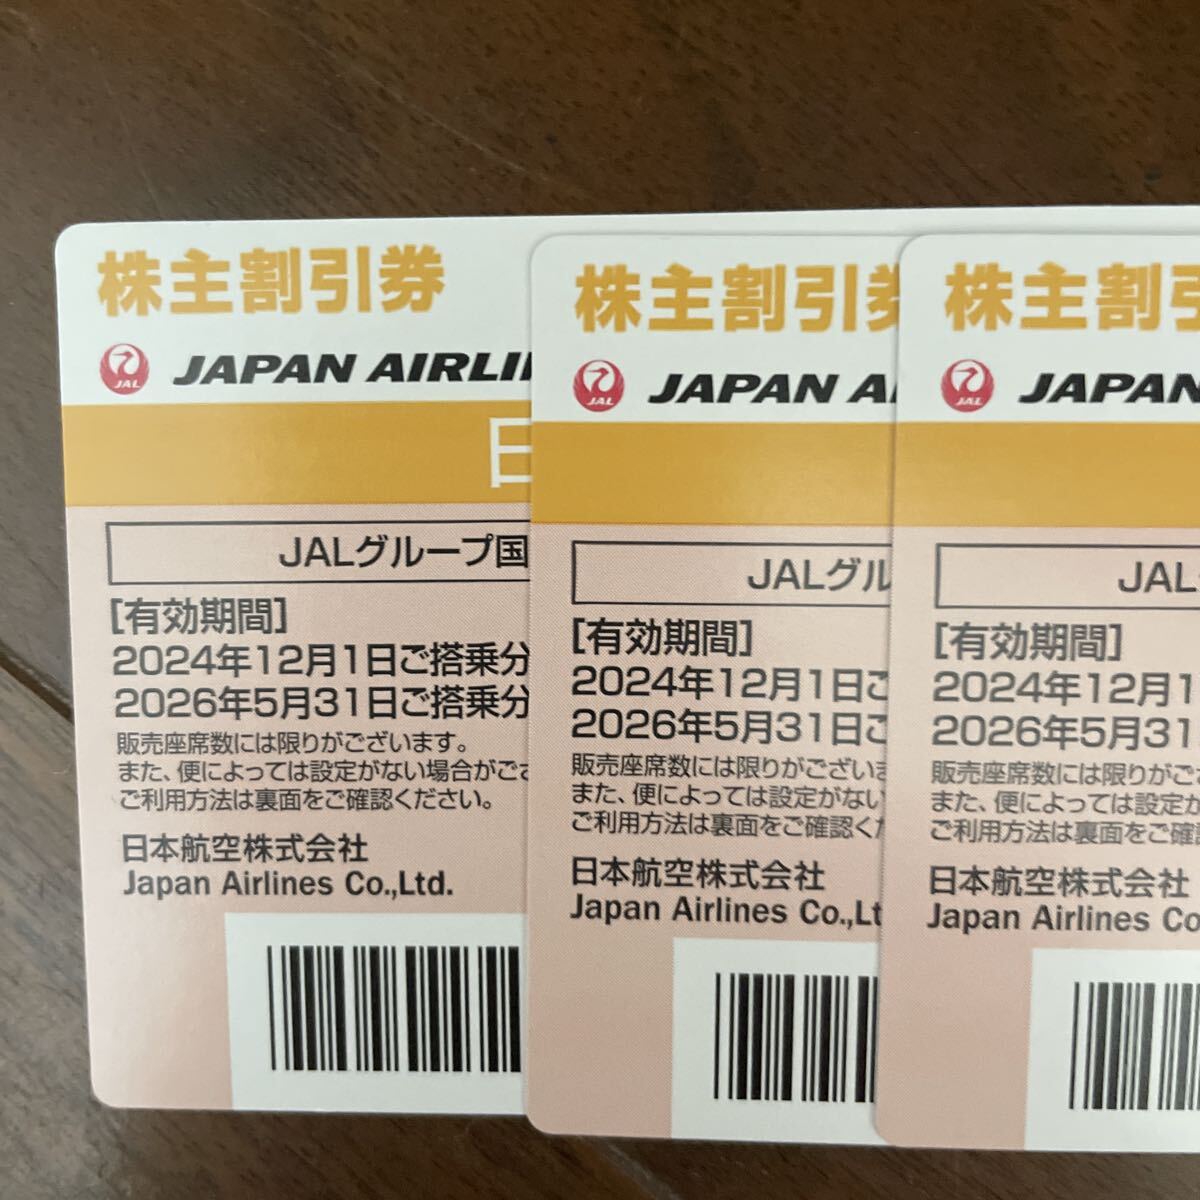 株主割引券
JAL
JAPAN AIRLIN
日
JALグループ国
[有効期間]
2024年12月1日ご搭乗分
2026年5月31日ご搭乗分
販売座席数には限りがございます。
また、便によっては設定がない場合がござ
ご利用方法は裏面をご確認ください。
日本航空株式会社
Japan Airlines Co.,Ltd.
株主割引券
JAL
JAPAN AI
JALグル
[有効期間]
2024年12月1日ご
2026年5月31日ご
販売座席数には限りがございま
また、便によっては設定がない
ご利用方法は裏面をご確認くだ
日本航空株式会社
Japan Airlines Co.,Lt
株主割引
JAL
JAPAN
JAL
[有効期間]
2024年12月1
2026年5月31
販売座席数には限りがござ
また、便によっては設定が
ご利用方法は裏面をご確認
日本航空株式会社
Japan Airlines Co